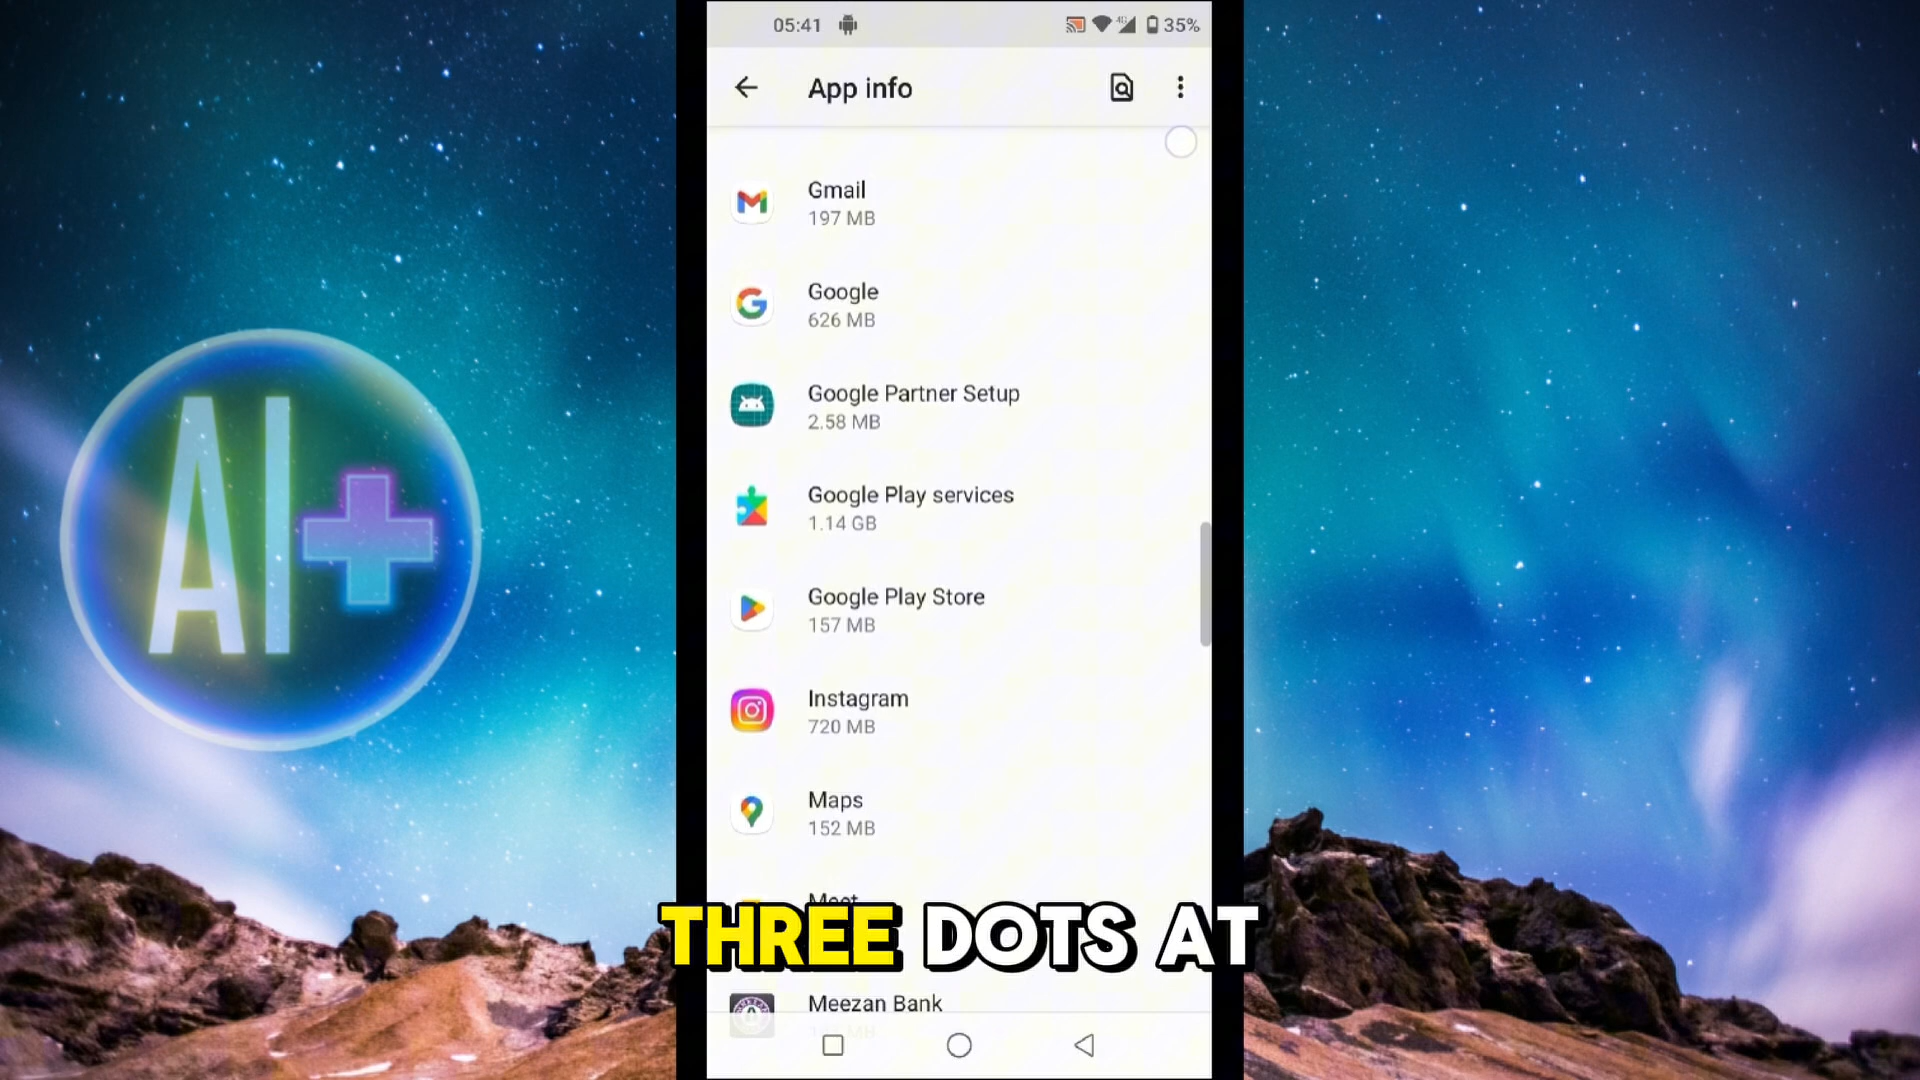 05:41
4G
35%
App info
Gmail
197 MB
Google
626 MB
Google Partner Setup
2.58 MB
Google Play services
1.14 GB
Google Play Store
157 MB
Instagram
720 MB
Maps
152 MB
Meet
THREE DOTS AT
Meezan Bank
AI+